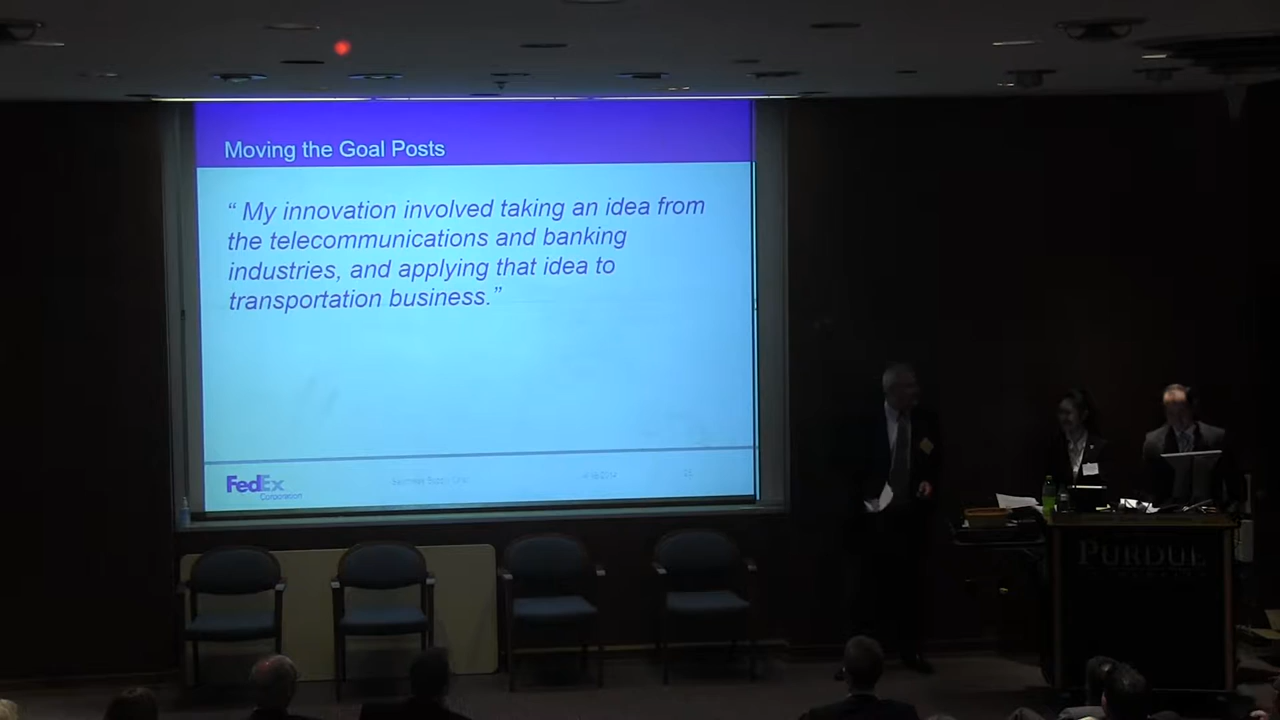 Moving the Goal Posts
“ My innovation involved taking an idea from
the telecommunications and banking
industries, and applying that idea to
transportation business.”
FedEx
Corporation
PURDUE